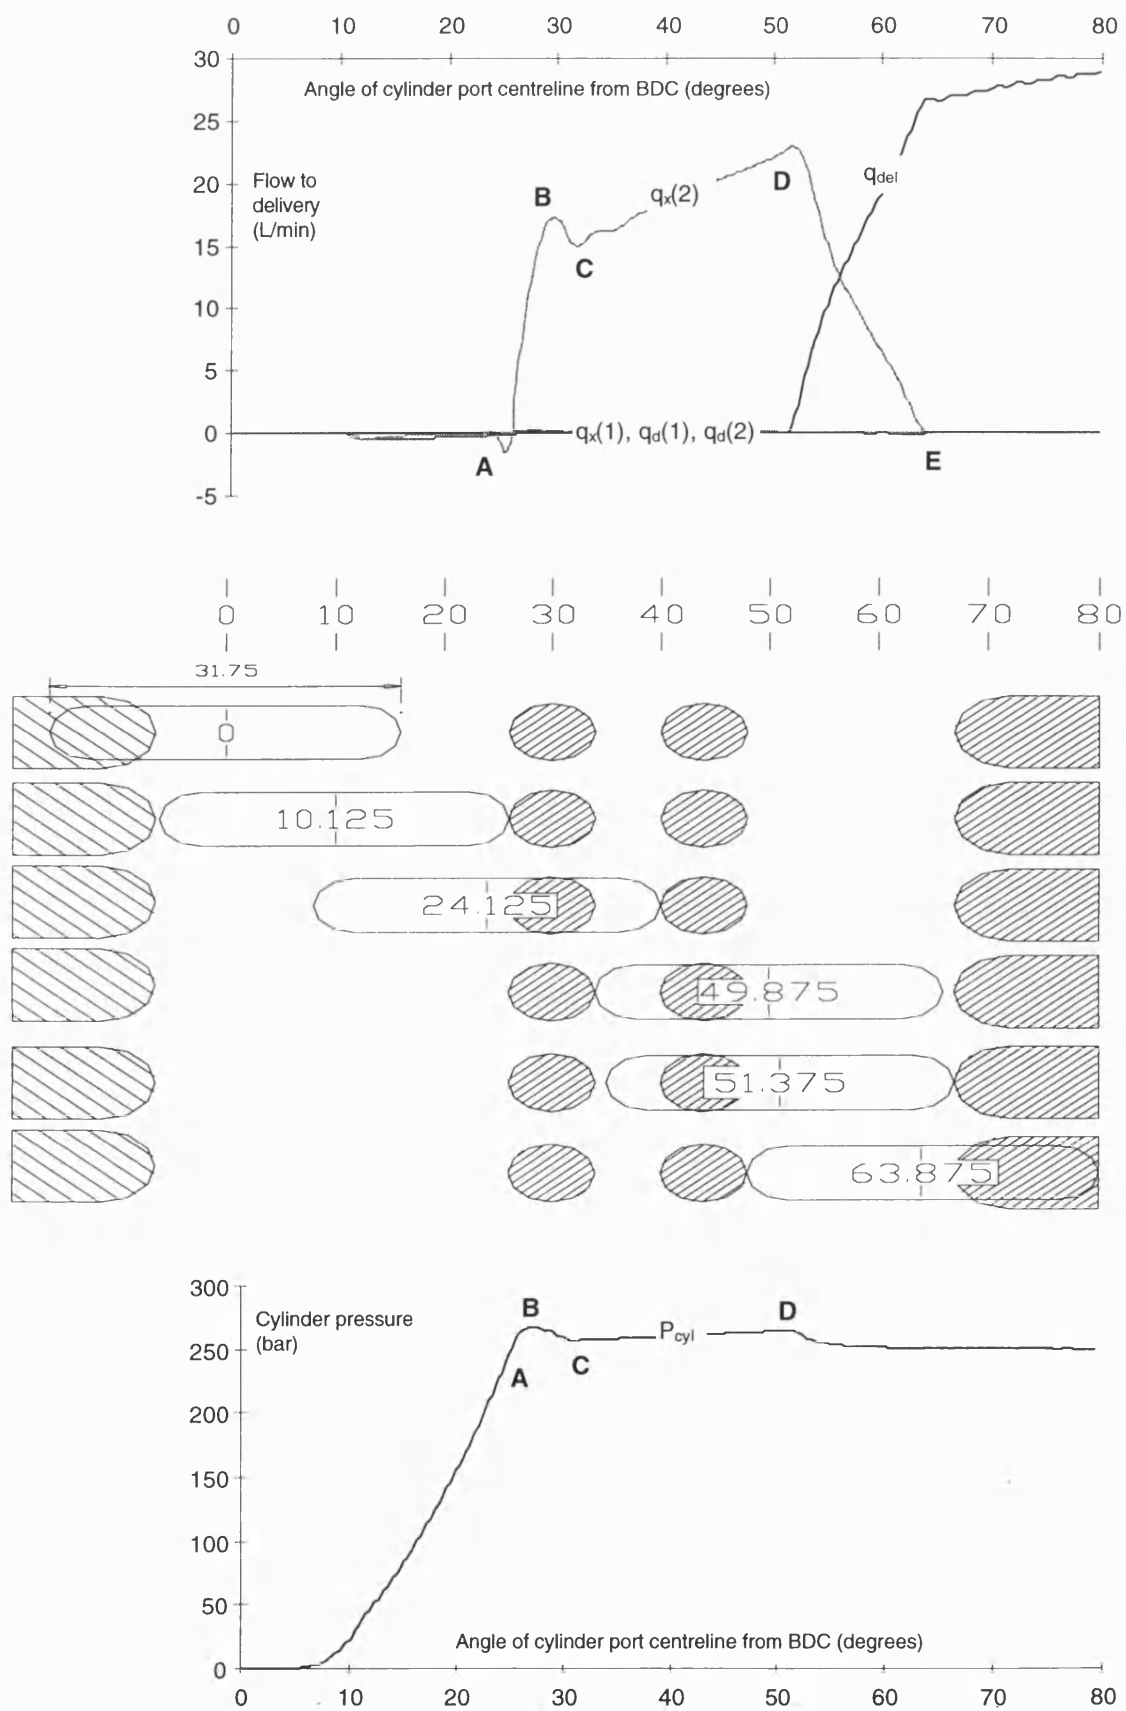 0 10 20 30 40 50 60 70 80
30
Angle of cylinder port centreline from BDC (degrees)
25
Flow to
delivery
(L/min)
20
15
10
5
0
-5
A
B
C
qx(2)
D
qdel
qx(1), qd(1), qd(2)
E
0 10 20 30 40 50 60 70 80
31.75
0
10.125
24.125
49.875
51.375
63.875
300
Cylinder pressure
(bar)
250
200
150
100
50
0
B
A
C
Pcyl
D
Angle of cylinder port centreline from BDC (degrees)
0 10 20 30 40 50 60 70 80